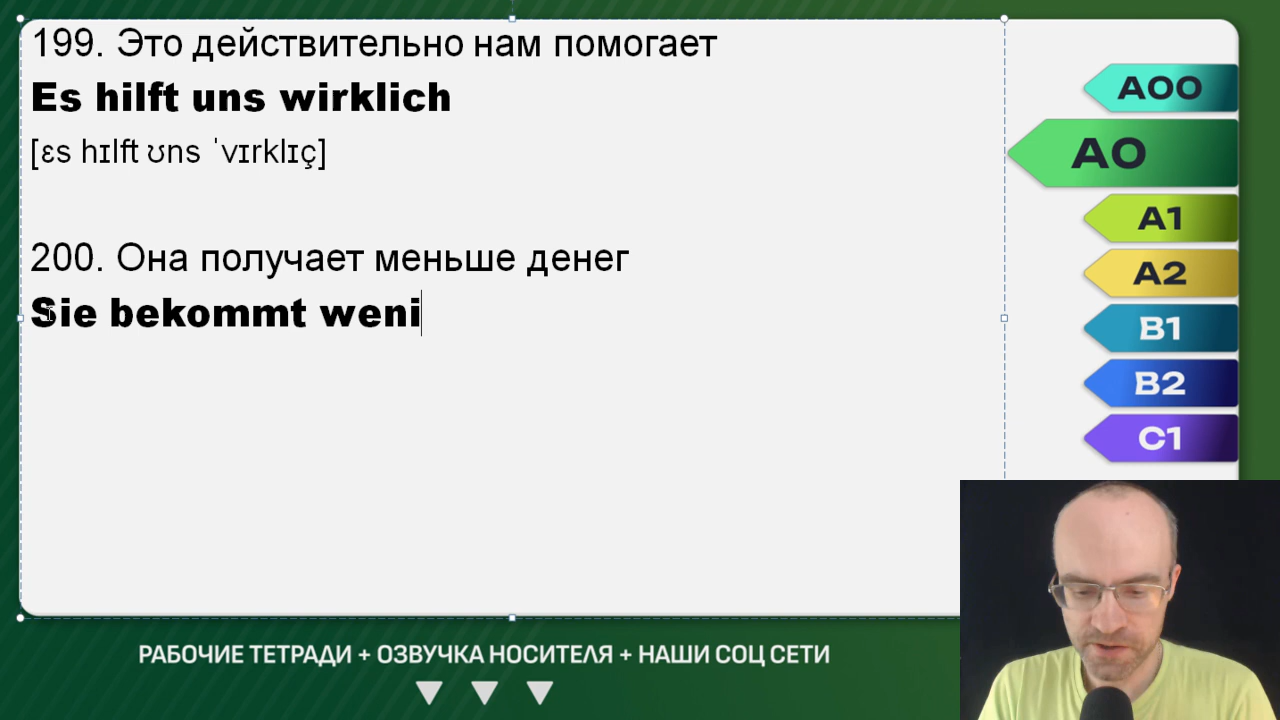 199. Это действительно нам помогает
Es hilft uns wirklich
[ɛs hɪlft ʊns ˈvɪrklɪç]
200. Она получает меньше денег
Sie bekommt weni
A00
A0
A1
A2
B1
B2
C1
РАБОЧИЕ ТЕТРАДИ + ОЗВУЧКА НОСИТЕЛЯ + НАШИ СОЦ СЕТИ